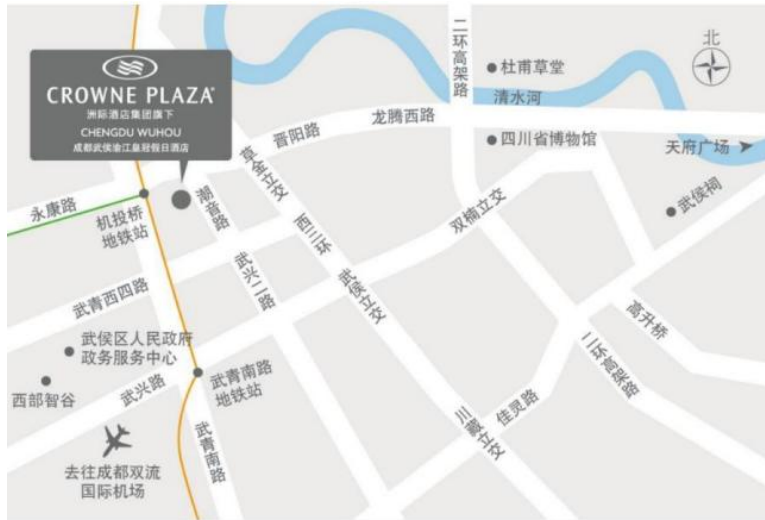 CROWNE PLAZA®
洲际酒店集团旗下
CHENGDU WUHOU
成都武侯渝江皇冠假日酒店
二环高架路
北
杜甫草堂
清水河
龙腾西路
四川省博物馆
天府广场
晋阳路
草金立交
永康路
机投桥
地铁站
潮音路
西三环
双楠立交
武侯祠
武青西四路
武兴二路
武侯立交
高升桥
武侯区人民政府
政务服务中心
二环高架路
西部智谷
武兴路
武青南路
地铁站
佳灵路
川藏立交
武青南路
去往成都双流
国际机场